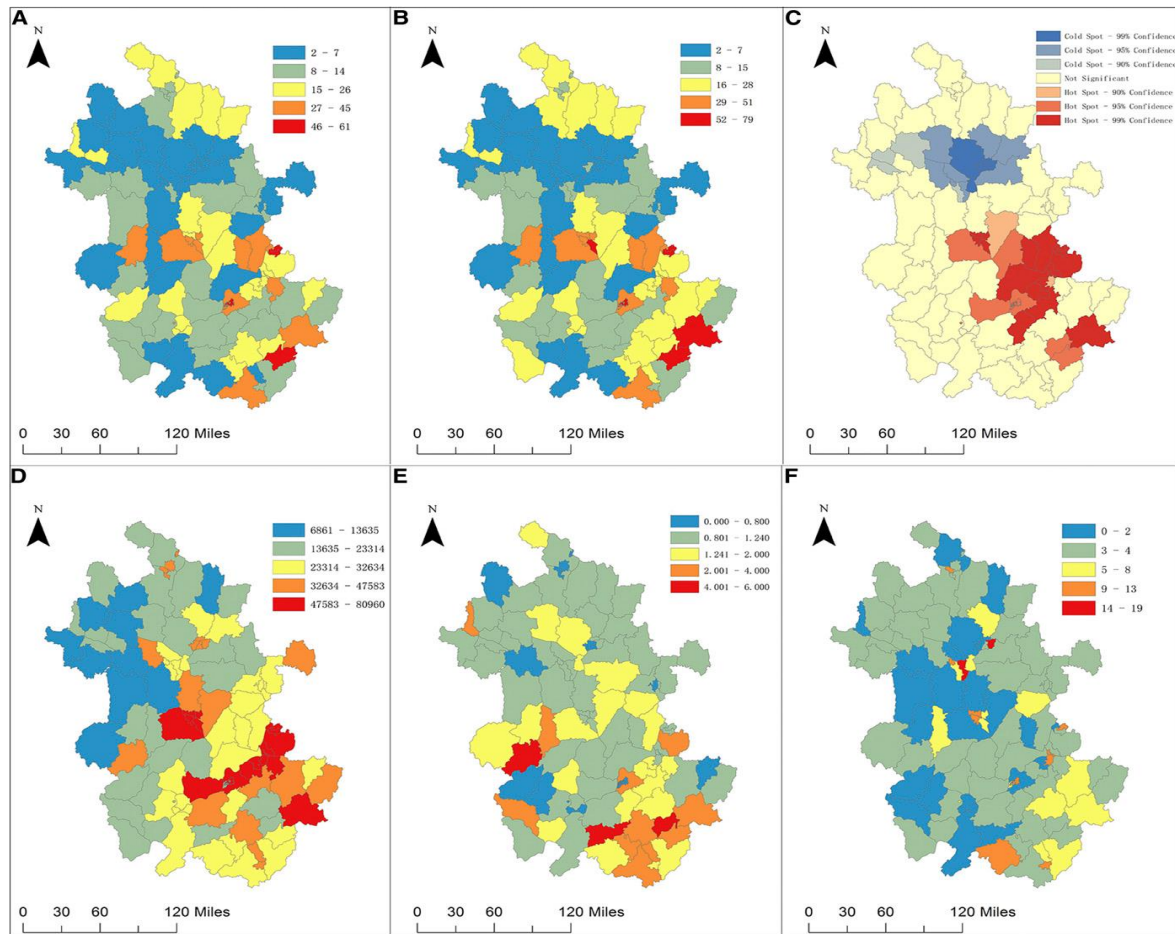 A
N
2 - 7
8 - 14
15 - 26
27 - 45
46 - 61
0 30 60 120 Miles
B
N
2 - 7
8 - 15
16 - 28
29 - 51
52 - 79
0 30 60 120 Miles
C
N
Cold Spot - 99% Confidence
Cold Spot - 95% Confidence
Cold Spot - 90% Confidence
Not Significant
Hot Spot - 90% Confidence
Hot Spot - 95% Confidence
Hot Spot - 99% Confidence
0 30 60 120 Miles
D
N
6861 - 13635
13635 - 23314
23314 - 32634
32634 - 47583
47583 - 80960
0 30 60 120 Miles
E
N
0.000 - 0.800
0.801 - 1.240
1.241 - 2.000
2.001 - 4.000
4.001 - 6.000
0 30 60 120 Miles
F
N
0 - 2
3 - 4
5 - 8
9 - 13
14 - 19
0 30 60 120 Miles